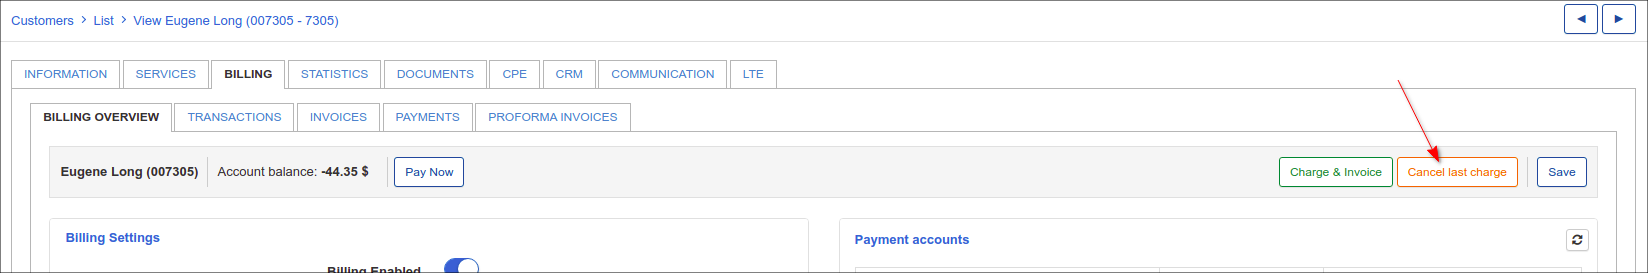 Customers > List > View Eugene Long (007305 - 7305)
INFORMATION SERVICES BILLING STATISTICS DOCUMENTS CPE CRM COMMUNICATION LTE
BILLING OVERVIEW TRANSACTIONS INVOICES PAYMENTS PROFORMA INVOICES
Eugene Long (007305) Account balance: -44.35 $ Pay Now Charge & Invoice Cancel last charge Save
Billing Settings
Payment accounts
Billing Enabled